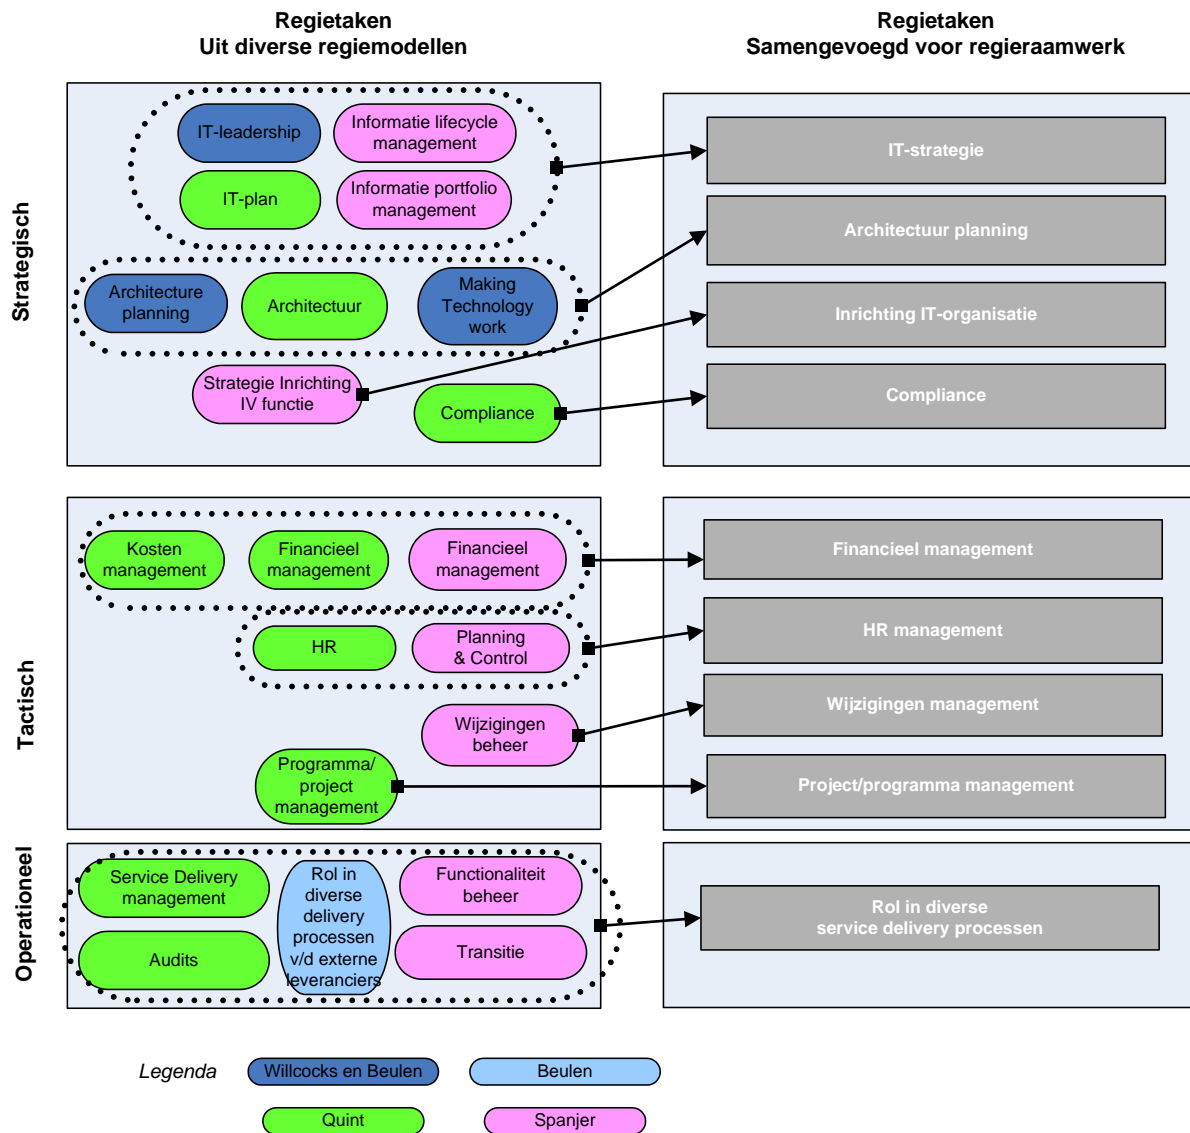 Regietaken
Uit diverse regiemodellen
Regietaken
Samengevoegd voor regieraamwerk
Strategisch
IT-leadership
Informatie lifecycle
management
IT-plan
Informatie portfolio
management
Architecture
planning
Architectuur
Making
Technology
work
Strategie Inrichting
IV functie
Compliance
IT-strategie
Architectuur planning
Inrichting IT-organisatie
Compliance
Tactisch
Kosten
management
Financieel
management
Financieel
management
HR
Planning
& Control
Wijzigingen
beheer
Programma/
project
management
Financieel management
HR management
Wijzigingen management
Project/programma management
Operationeel
Service Delivery
management
Audits
Rol in
diverse
delivery
processen
v/d externe
leveranciers
Functionaliteit
beheer
Transitie
Rol in diverse
service delivery processen
Legenda
Willcocks en Beulen
Beulen
Quint
Spanjer